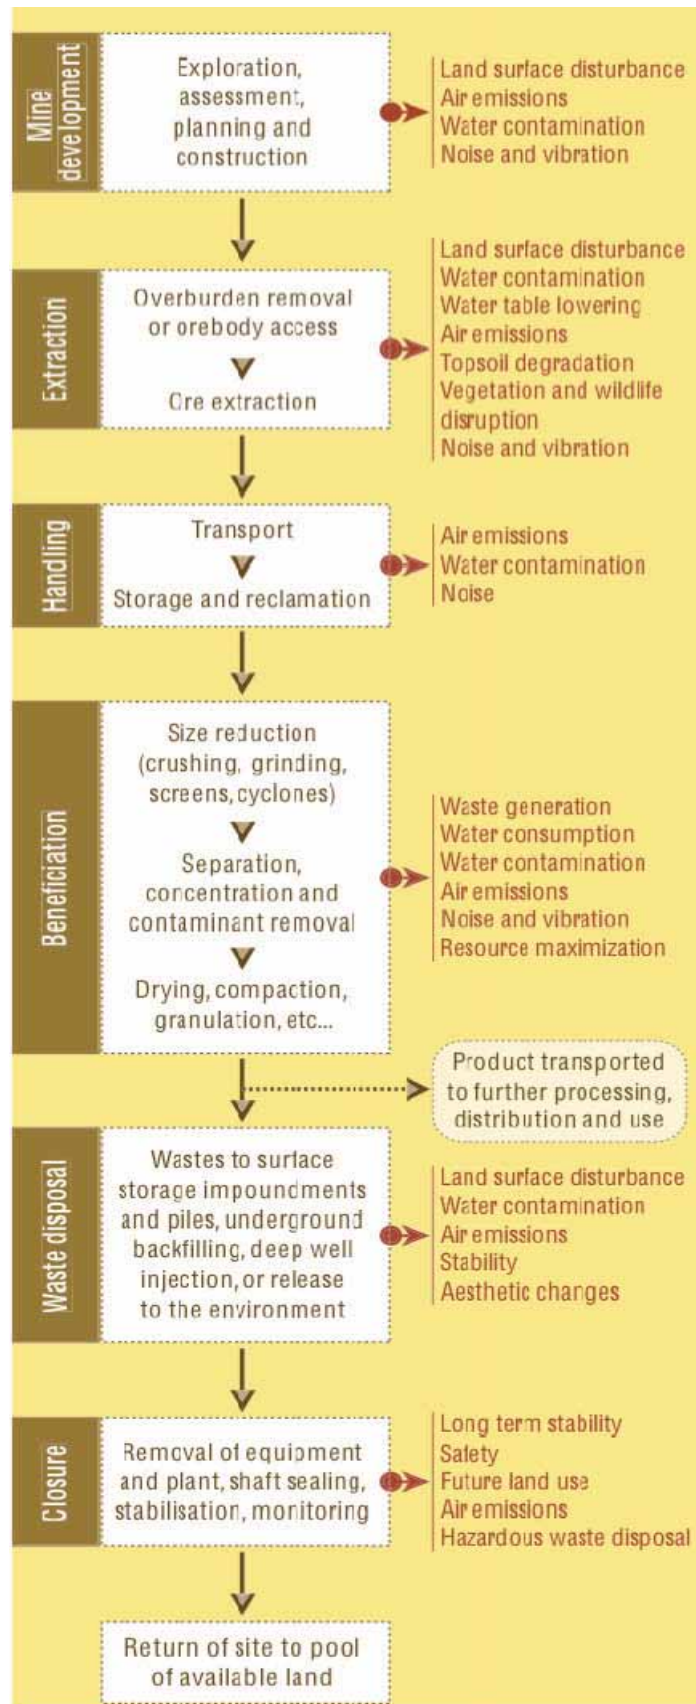 Mine
development
Exploration,
assessment,
planning and
construction
Land surface disturbance
Air emissions
Water contamination
Noise and vibration
Extraction
Overburden removal
or orebody access
Cre extraction
Land surface disturbance
Water contamination
Water table lowering
Air emissions
Topsoil degradation
Vegetation and wildlife
disruption
Noise and vibration
Handling
Transport
Storage and reclamation
Air emissions
Water contamination
Noise
Beneficiation
Size reduction
(crushing, grinding,
screens, cyclones)
Separation,
concentration and
contaminant removal
Drying, compaction,
granulation, etc...
Waste generation
Water consumption
Water contamination
Air emissions
Noise and vibration
Resource maximization
Product transported
to further processing,
distribution and use
Waste disposal
Wastes to surface
storage impoundments
and piles, underground
backfilling, deep well
injection, or release
to the environment
Land surface disturbance
Water contamination
Air emissions
Stability
Aesthetic changes
Closure
Removal of equipment
and plant, shaft sealing,
stabilisation, monitoring
Long term stability
Safety
Future land use
Air emissions
Hazardous waste disposal
Return of site to pool
of available land